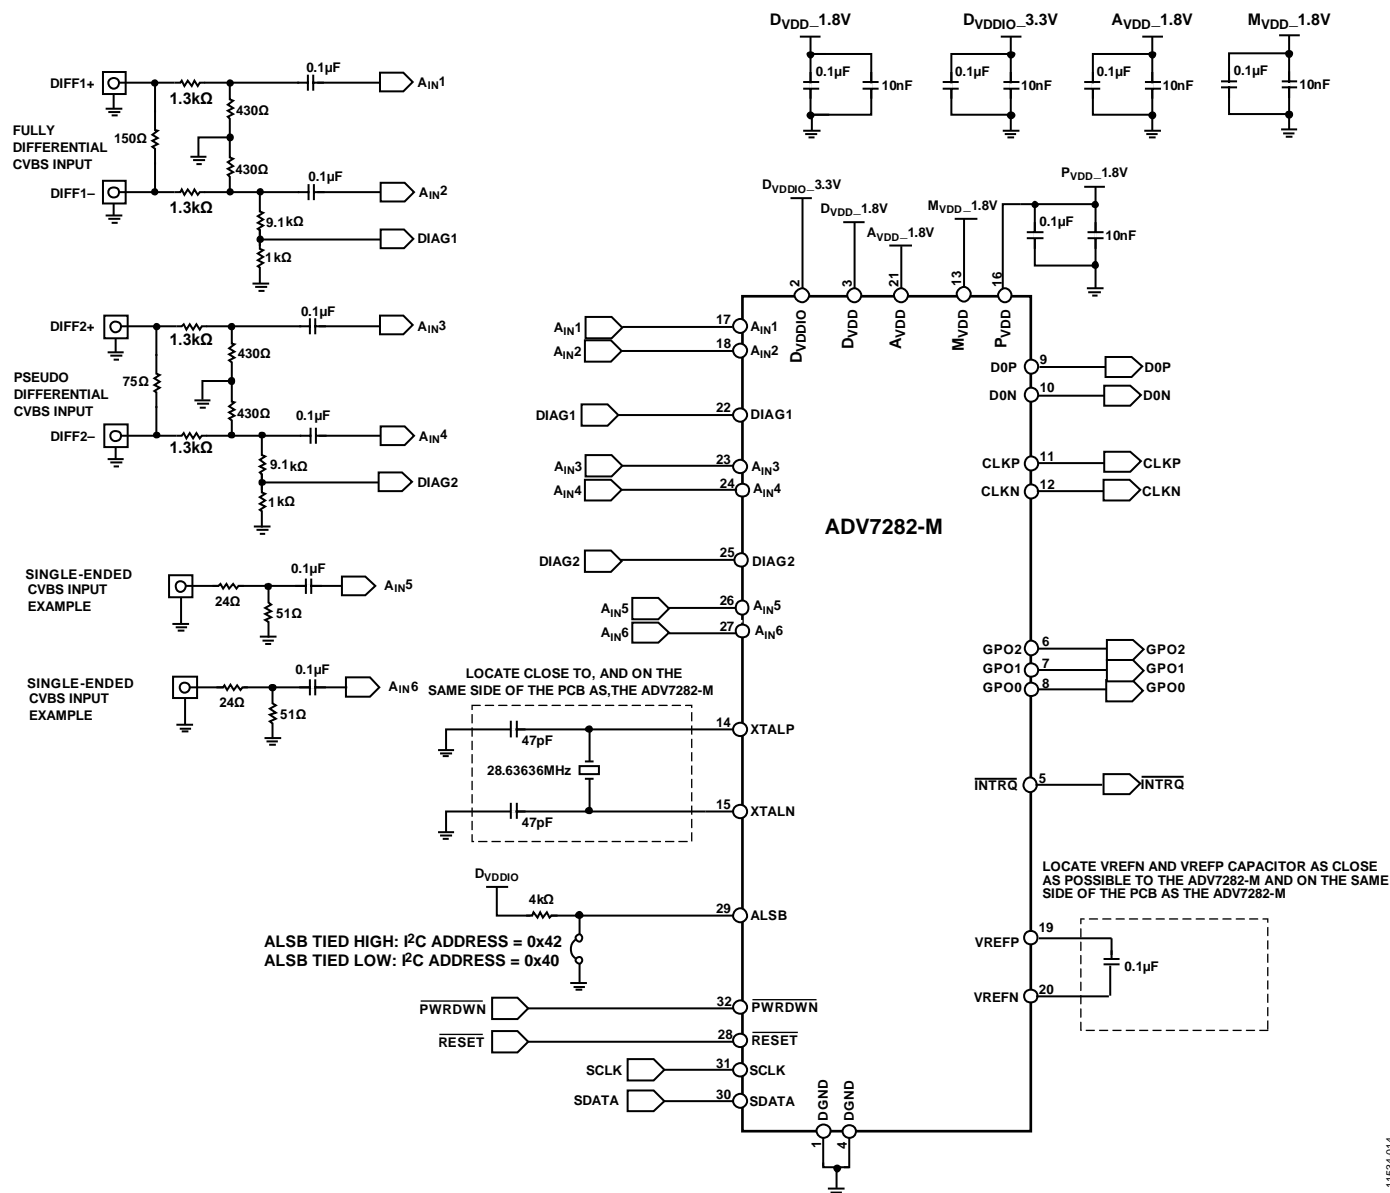 DVDD_1.8V
0.1µF
10nF
DVDDIO_3.3V
0.1µF
10nF
AVDD_1.8V
0.1µF
10nF
MVDD_1.8V
0.1µF
10nF
FULLY
DIFFERENTIAL
CVBS INPUT
DIFF1+
1.3kΩ
0.1µF
AIN1
150Ω
430Ω
430Ω
DIFF1–
1.3kΩ
0.1µF
AIN2
9.1kΩ
DIAG1
1kΩ
PSEUDO
DIFFERENTIAL
CVBS INPUT
DIFF2+
1.3kΩ
0.1µF
AIN3
75Ω
430Ω
430Ω
DIFF2–
1.3kΩ
0.1µF
AIN4
9.1kΩ
DIAG2
1kΩ
SINGLE-ENDED
CVBS INPUT
EXAMPLE
24Ω
51Ω
0.1µF
AIN5
SINGLE-ENDED
CVBS INPUT
EXAMPLE
24Ω
51Ω
0.1µF
AIN6
DVDDIO_3.3V
DVDD_1.8V
AVDD_1.8V
MVDD_1.8V
PVDD_1.8V
0.1µF
10nF
2
3
21
13
16
DVDDIO
DVDD
AVDD
MVDD
PVDD
AIN1
17
AIN1
AIN2
18
AIN2
DIAG1
22
DIAG1
AIN3
23
AIN3
AIN4
24
AIN4
DIAG2
25
DIAG2
AIN5
26
AIN5
AIN6
27
AIN6
ADV7282-M
D0P
9
D0P
D0N
10
D0N
CLKP
11
CLKP
CLKN
12
CLKN
GPO2
6
GPO2
GPO1
7
GPO1
GPO0
8
GPO0
INTRQ
5
INTRQ
LOCATE CLOSE TO, AND ON THE
SAME SIDE OF THE PCB AS,THE ADV7282-M
47pF
14
XTALP
28.63636MHz
47pF
15
XTALN
LOCATE VREFN AND VREFP CAPACITOR AS CLOSE
AS POSSIBLE TO THE ADV7282-M AND ON THE SAME
SIDE OF THE PCB AS THE ADV7282-M
VREFP
19
0.1µF
VREFN
20
DVDDIO
4kΩ
29
ALSB
ALSB TIED HIGH: I2C ADDRESS = 0x42
ALSB TIED LOW: I2C ADDRESS = 0x40
PWRDWN
32
PWRDWN
RESET
28
RESET
SCLK
31
SCLK
SDATA
30
SDATA
DGND
DGND
1
4
11534-014